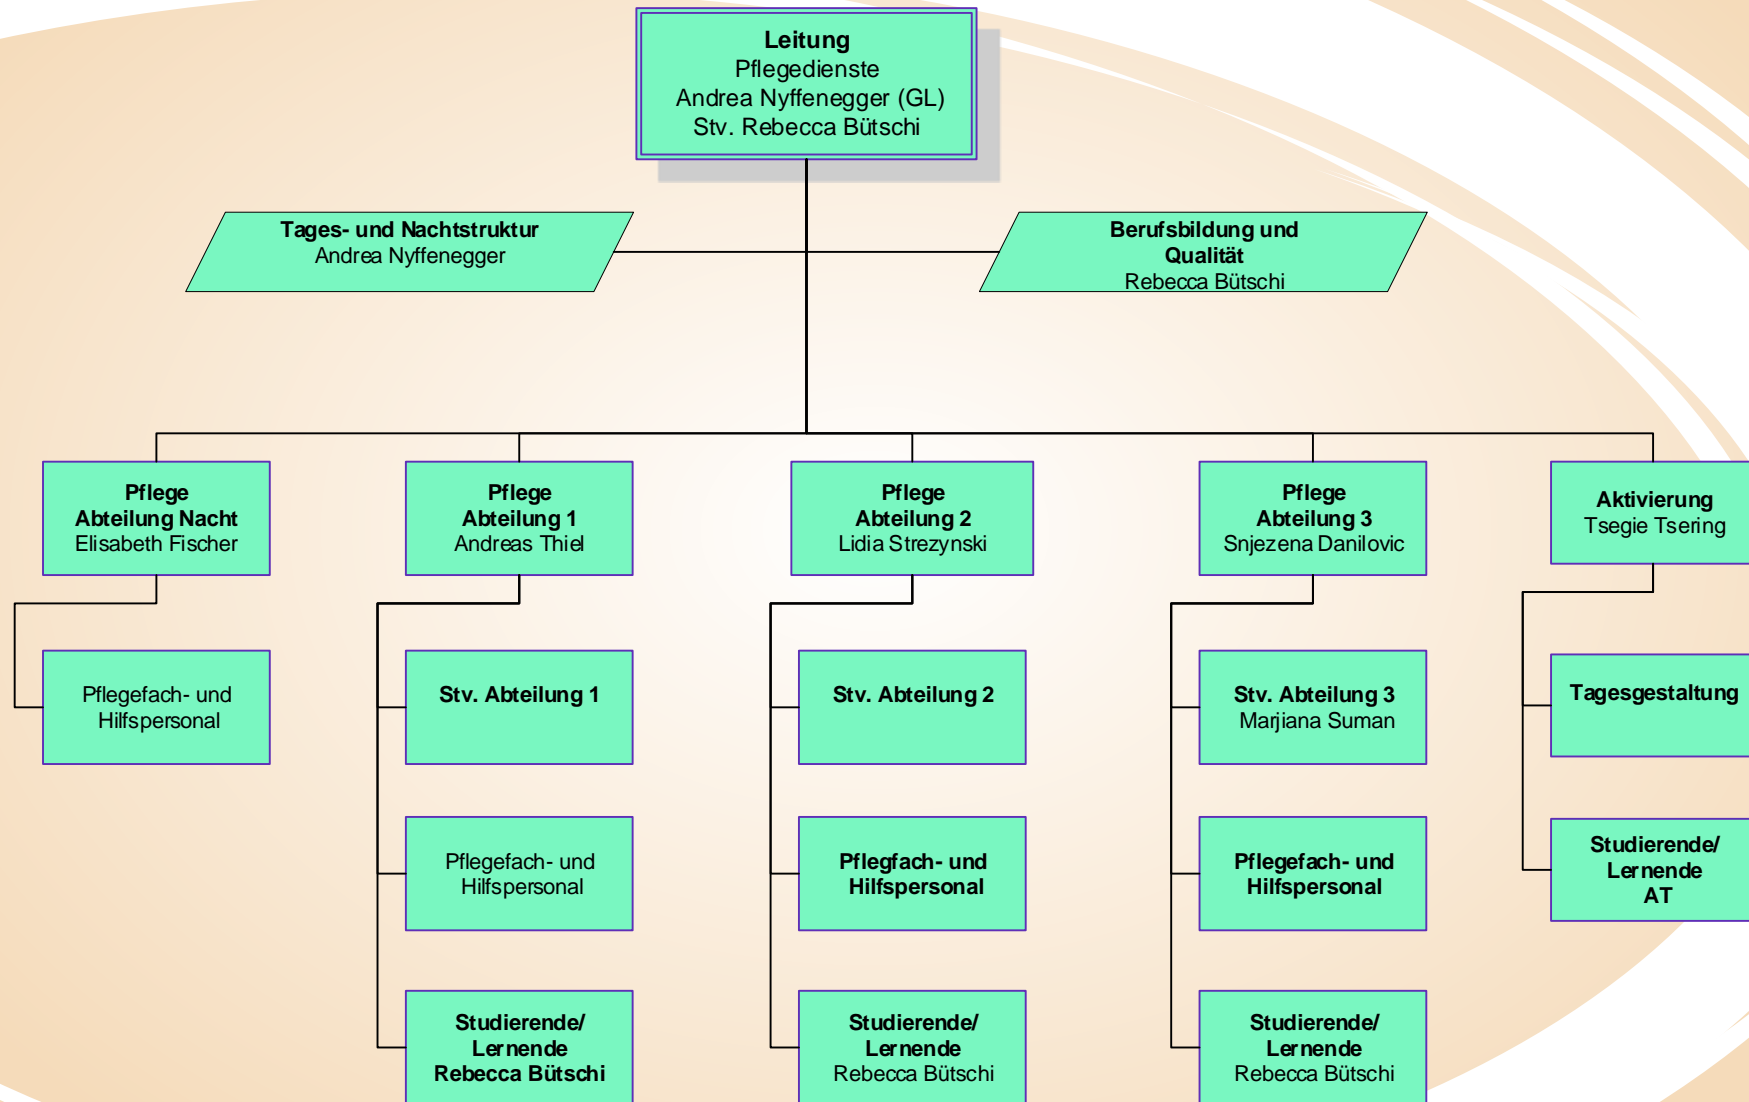 Leitung
Pflegedienste
Andrea Nyffenegger (GL)
Stv. Rebecca Bütschi
Tages- und Nachtstruktur
Andrea Nyffenegger
Berufsbildung und
Qualität
Rebecca Bütschi
Pflege
Abteilung Nacht
Elisabeth Fischer
Pflege
Abteilung 1
Andreas Thiel
Pflege
Abteilung 2
Lidia Strezynski
Pflege
Abteilung 3
Snjezena Danilovic
Aktivierung
Tsegie Tsering
Pflegefach- und
Hilfspersonal
Stv. Abteilung 1
Stv. Abteilung 2
Stv. Abteilung 3
Marjiana Suman
Tagesgestaltung
Pflegefach- und
Hilfspersonal
Pflegfach- und
Hilfspersonal
Pflegefach- und
Hilfspersonal
Studierende/
Lernende
AT
Studierende/
Lernende
Rebecca Bütschi
Studierende/
Lernende
Rebecca Bütschi
Studierende/
Lernende
Rebecca Bütschi